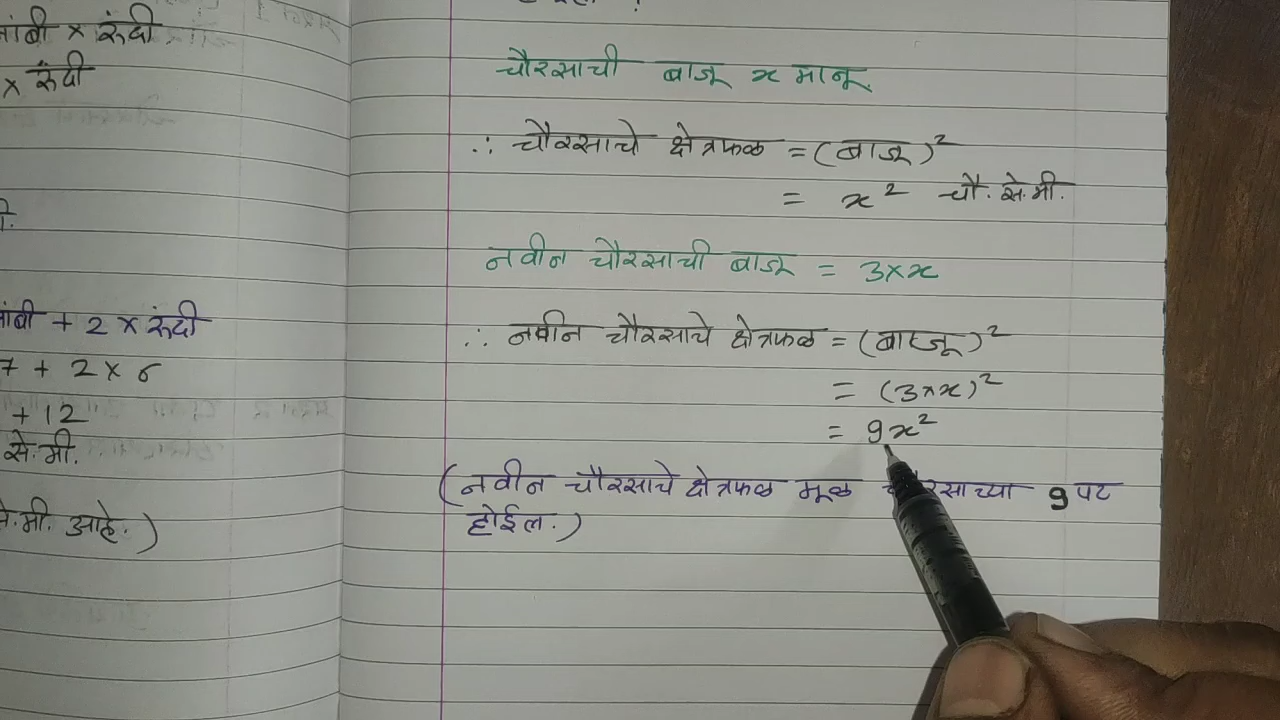 × रुंदी
× रुंदी
चौरसाची बाजू x मानू
∴ चौरसाचे क्षेत्रफळ = (बाजू)²
= x² चौ. से.मी.
नवीन चौरसाची बाजू = 3×x
∴ नवीन चौरसाचे क्षेत्रफळ = (बाजू)²
= (3×x)²
= 9x²
(नवीन चौरसाचे क्षेत्रफळ मूळ चौरसाच्या 9 पट
होईल.)
+ 2 × रुंदी
7 + 2 × 6
+ 12
से.मी.
से.मी. आहे.)